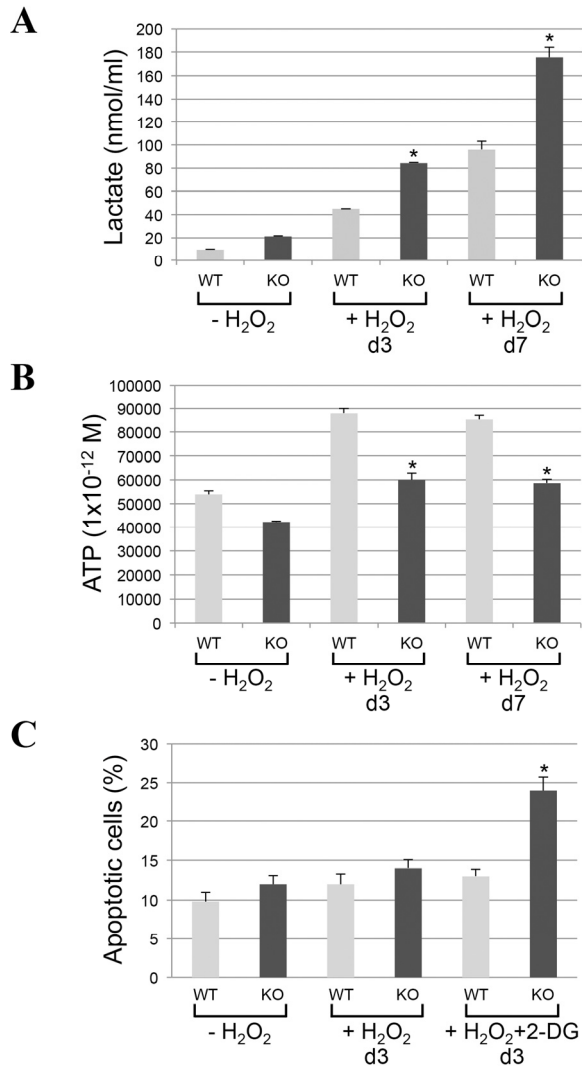 A
Lactate (nmol/ml)
200
180
160
140
120
100
80
60
40
20
0
*
*
WT KO WT KO WT KO
- H₂O₂ + H₂O₂ + H₂O₂
d3 d7
B
ATP (1x10⁻¹² M)
100000
90000
80000
70000
60000
50000
40000
30000
20000
10000
0
* *
WT KO WT KO WT KO
- H₂O₂ + H₂O₂ + H₂O₂
d3 d7
C
Apoptotic cells (%)
30
25
20
15
10
5
0
*
WT KO WT KO WT KO
- H₂O₂ + H₂O₂ + H₂O₂+2-DG
d3 d3